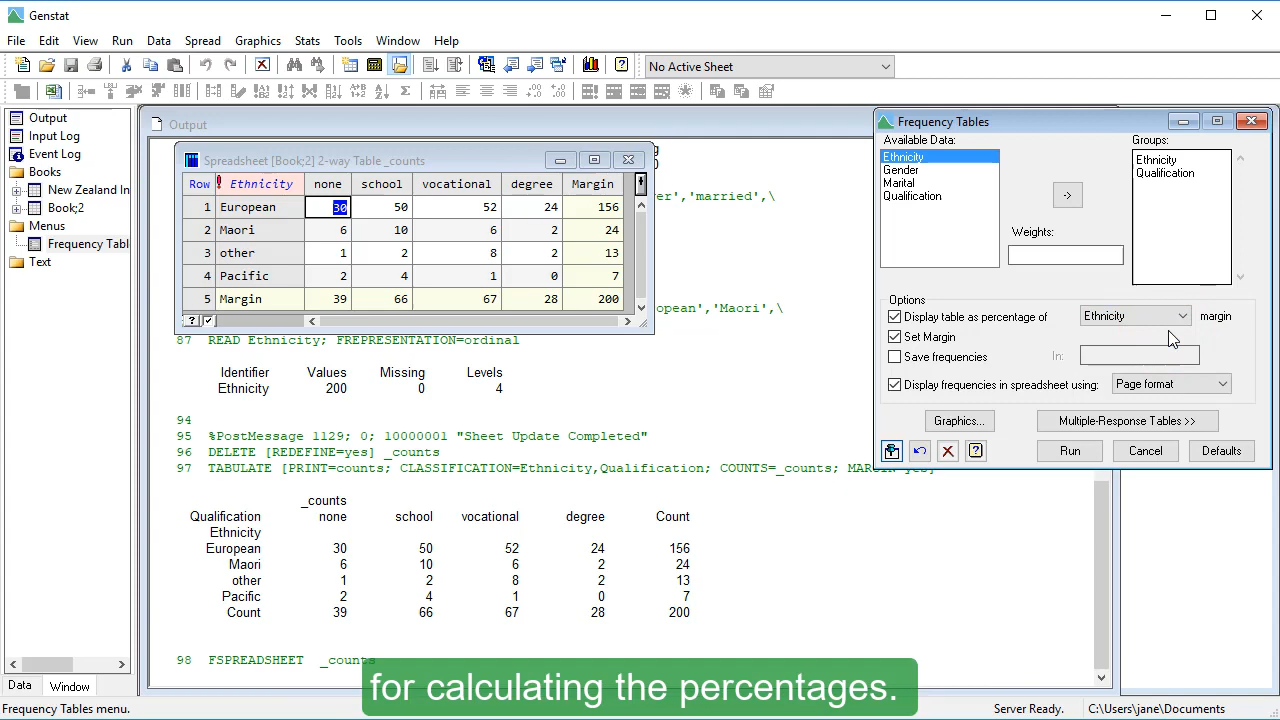 Genstat
File Edit View Run Data Spread Graphics Stats Tools Window Help
No Active Sheet
Output
Input Log
Event Log
Books
New Zealand In
Book;2
Menus
Frequency Tabl
Text
Data Window
Output
Spreadsheet [Book;2] 2-way Table _counts
Row ! Ethnicity none school vocational degree Margin
1 European 30 50 52 24 156
2 Maori 6 10 6 2 24
3 other 1 2 8 2 13
4 Pacific 2 4 1 0 7
5 Margin 39 66 67 28 200
er','married',\
opean','Maori',\
87 READ Ethnicity; FREPRESENTATION=ordinal
Identifier Values Missing Levels
Ethnicity 200 0 4
94
95 %PostMessage 1129; 0; 10000001 "Sheet Update Completed"
96 DELETE [REDEFINE=yes] _counts
97 TABULATE [PRINT=counts; CLASSIFICATION=Ethnicity,Qualification; COUNTS=_counts; MARGIN=yes]
_counts
Qualification none school vocational degree Count
Ethnicity
European 30 50 52 24 156
Maori 6 10 6 2 24
other 1 2 8 2 13
Pacific 2 4 1 0 7
Count 39 66 67 28 200
98 FSPREADSHEET _counts
Frequency Tables
Available Data:
Ethnicity
Gender
Marital
Qualification
Weights:
Groups:
Ethnicity
Qualification
Options
Display table as percentage of Ethnicity margin
Set Margin
Save frequencies In:
Display frequencies in spreadsheet using: Page format
Graphics... Multiple-Response Tables >>
Run Cancel Defaults
for calculating the percentages.
Frequency Tables menu. Server Ready. C:\Users\jane\Documents